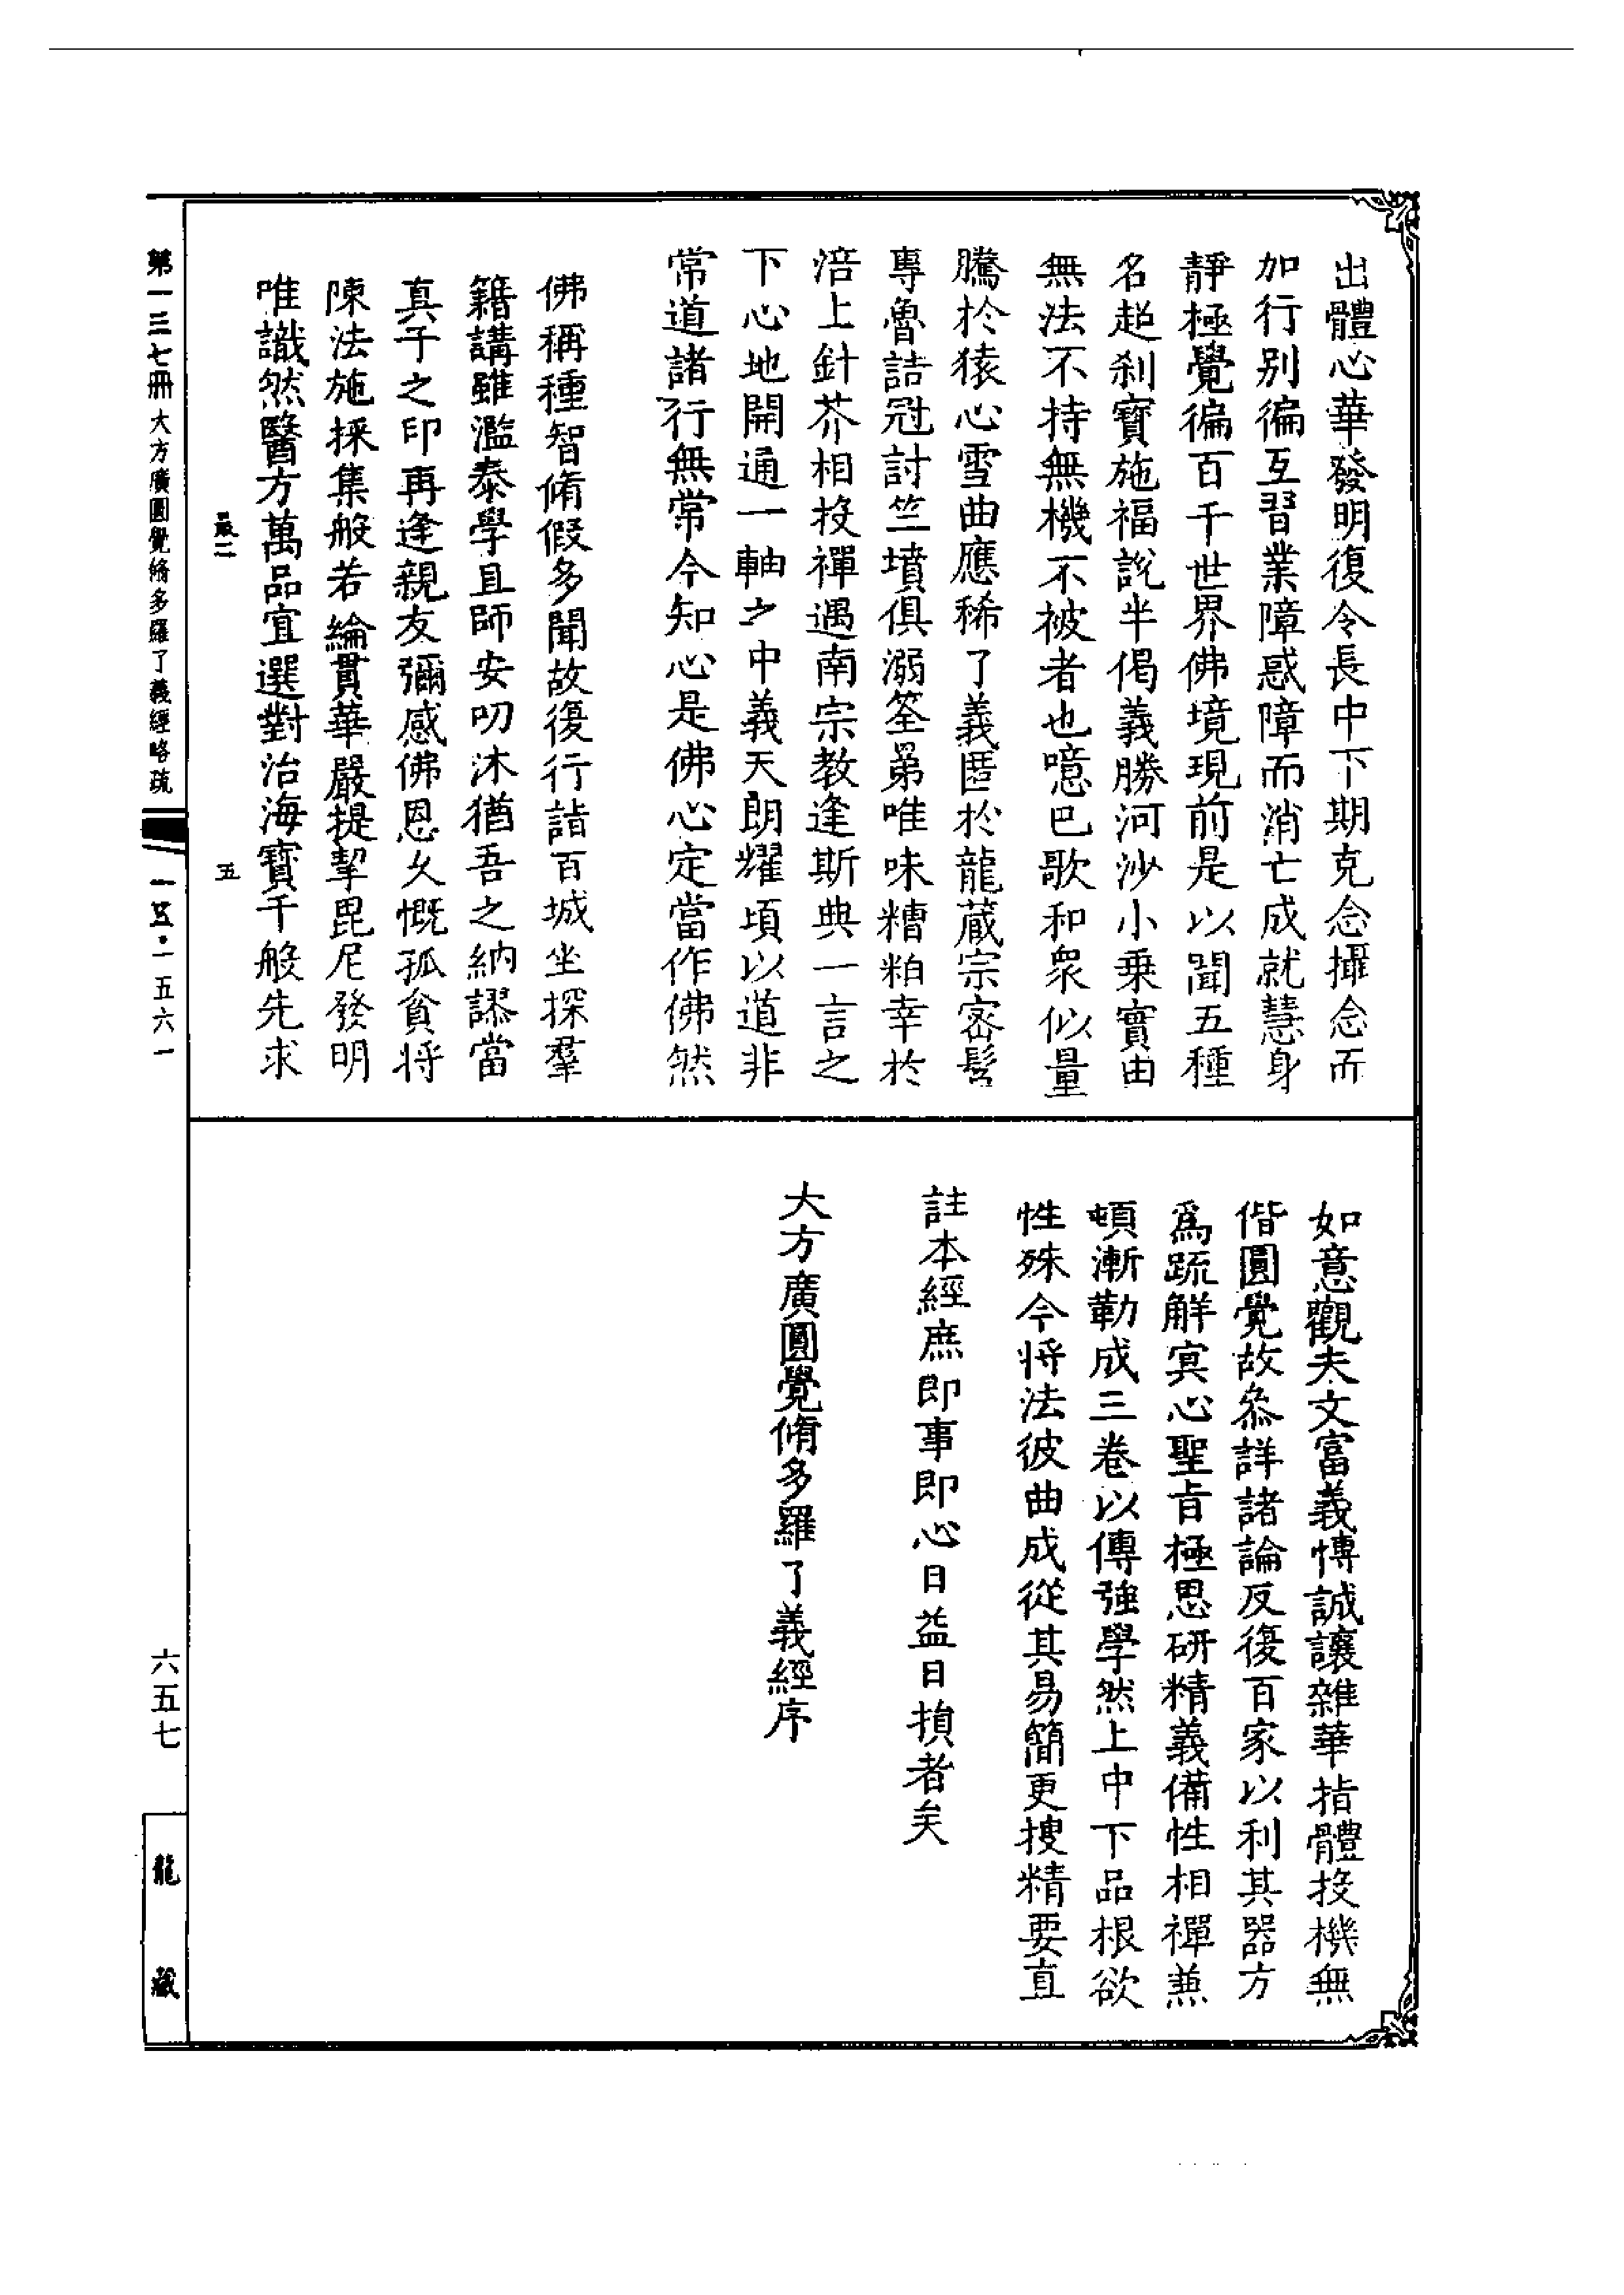 出體心華發明復令長中下期克念攝念而
加行别徧互習業障惑障而消亡成就慧身
靜極覺徧百千世界佛境現前是以聞五種
名超刹寳施福説半偈義勝河沙小乗實由
無法不持無機不被者也噫巴歌和衆似量
騰於猿心雪曲應稀了義匿於龍藏宗宻髫
專魯誥冠討竺墳俱溺筌第唯味糟粕幸於
涪上針芥相投禪遇南宗教逢斯典一言之
下心地開通一軸之中義天朗耀頃以道非
常道諸行無常今知心是佛心定當作佛然
佛稱種智脩假多聞故復行詣百城坐探羣
籍講雖濫泰學且師安叨沐猶吾之納謬當
真子之印再逢親友彌感佛恩久慨孤貧将
陳法施採集般若綸貫華嚴提挈毘尼發明
唯識然醫方萬品宜選對治海寳千般先求
嚴二
五
如意觀夫文富義博誠讓雜華指體投機無
偕圓覺故叅詳諸論反復百家以利其器方
爲䟽解冥心聖旨極思研精義備性相禪兼
頓漸勒成三卷以傳強學然上中下品根欲
性殊今将法彼曲成從其易簡更搜精要直
註本經庶即事即心日益日損者矣
大方廣圓覺脩多羅了義經序
第一三七冊 大方廣圓覺脩多羅了義經略疏
一五·一五六一
六五七
龍藏